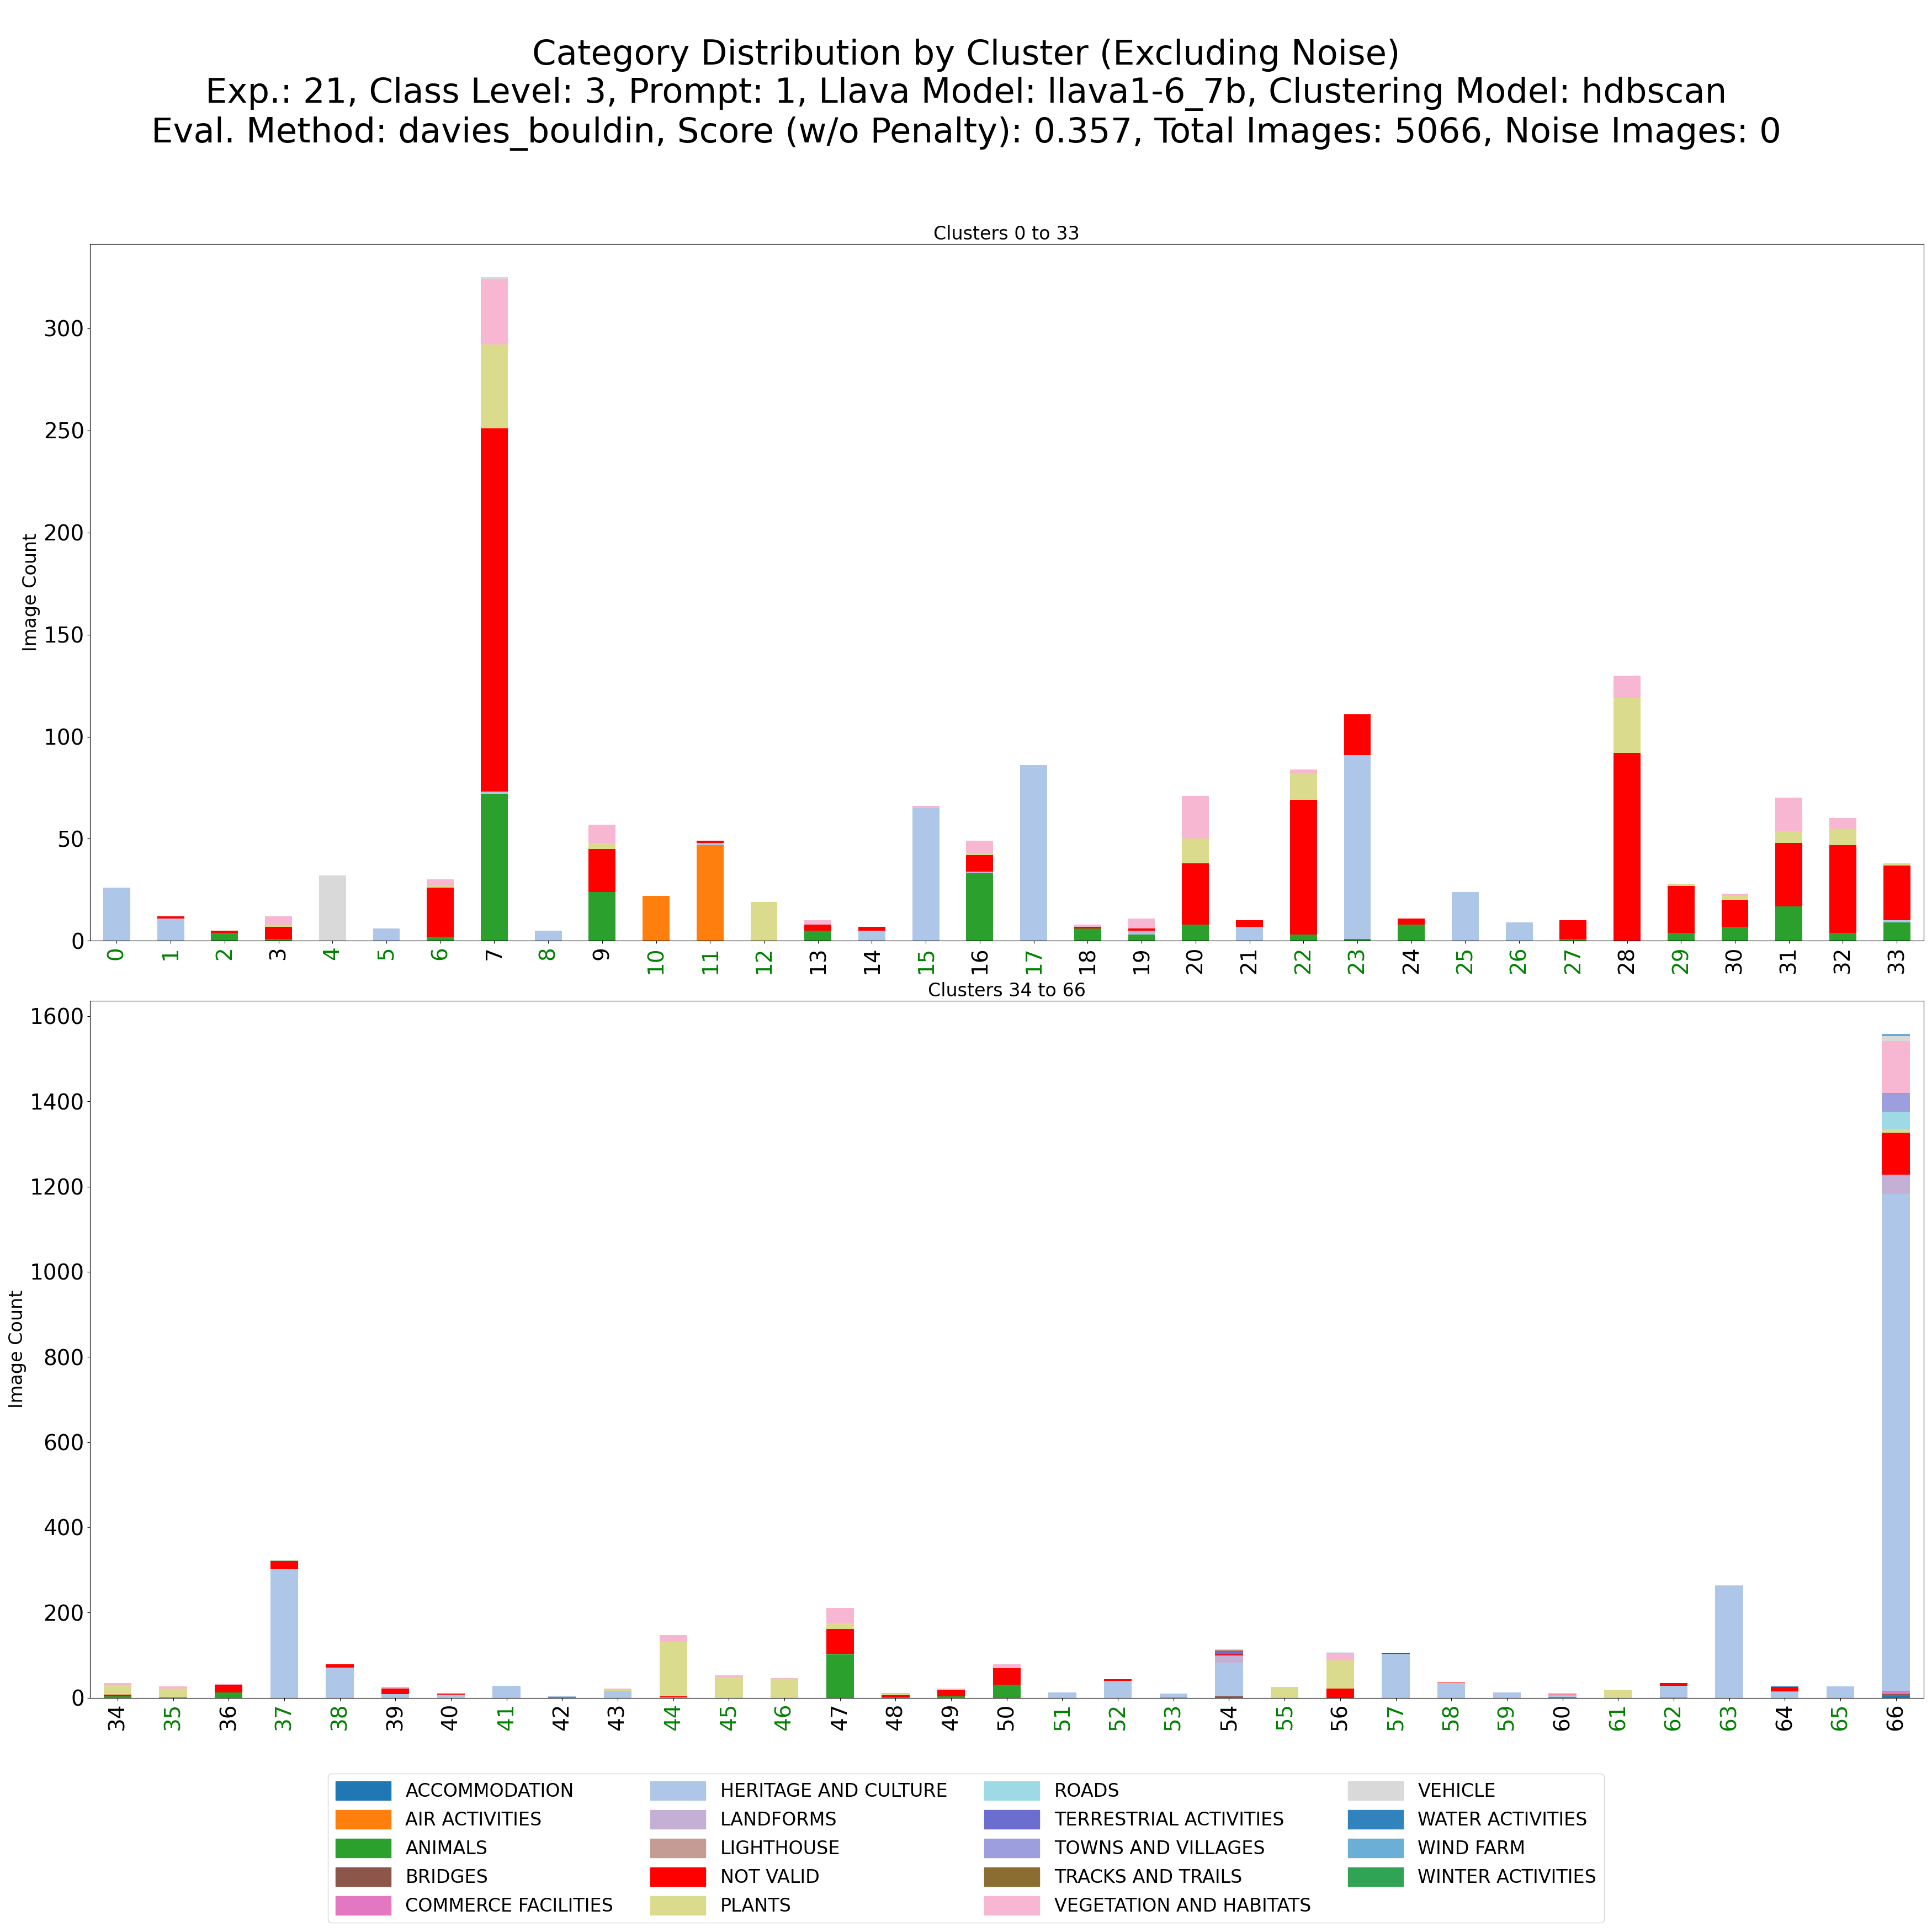 Category Distribution by Cluster (Excluding Noise)
Exp.: 21, Class Level: 3, Prompt: 1, Llava Model: llava1-6_7b, Clustering Model: hdbscan
Eval. Method: davies_bouldin, Score (w/o Penalty): 0.357, Total Images: 5066, Noise Images: 0
Clusters 0 to 33
Image Count
300
250
200
150
100
50
0
0 1 2 3 4 5 6 7 8 9 10 11 12 13 14 15 16 17 18 19 20 21 22 23 24 25 26 27 28 29 30 31 32 33
Clusters 34 to 66
Image Count
1600
1400
1200
1000
800
600
400
200
0
34 35 36 37 38 39 40 41 42 43 44 45 46 47 48 49 50 51 52 53 54 55 56 57 58 59 60 61 62 63 64 65 66
ACCOMMODATION
AIR ACTIVITIES
ANIMALS
BRIDGES
COMMERCE FACILITIES
HERITAGE AND CULTURE
LANDFORMS
LIGHTHOUSE
NOT VALID
PLANTS
ROADS
TERRESTRIAL ACTIVITIES
TOWNS AND VILLAGES
TRACKS AND TRAILS
VEGETATION AND HABITATS
VEHICLE
WATER ACTIVITIES
WIND FARM
WINTER ACTIVITIES